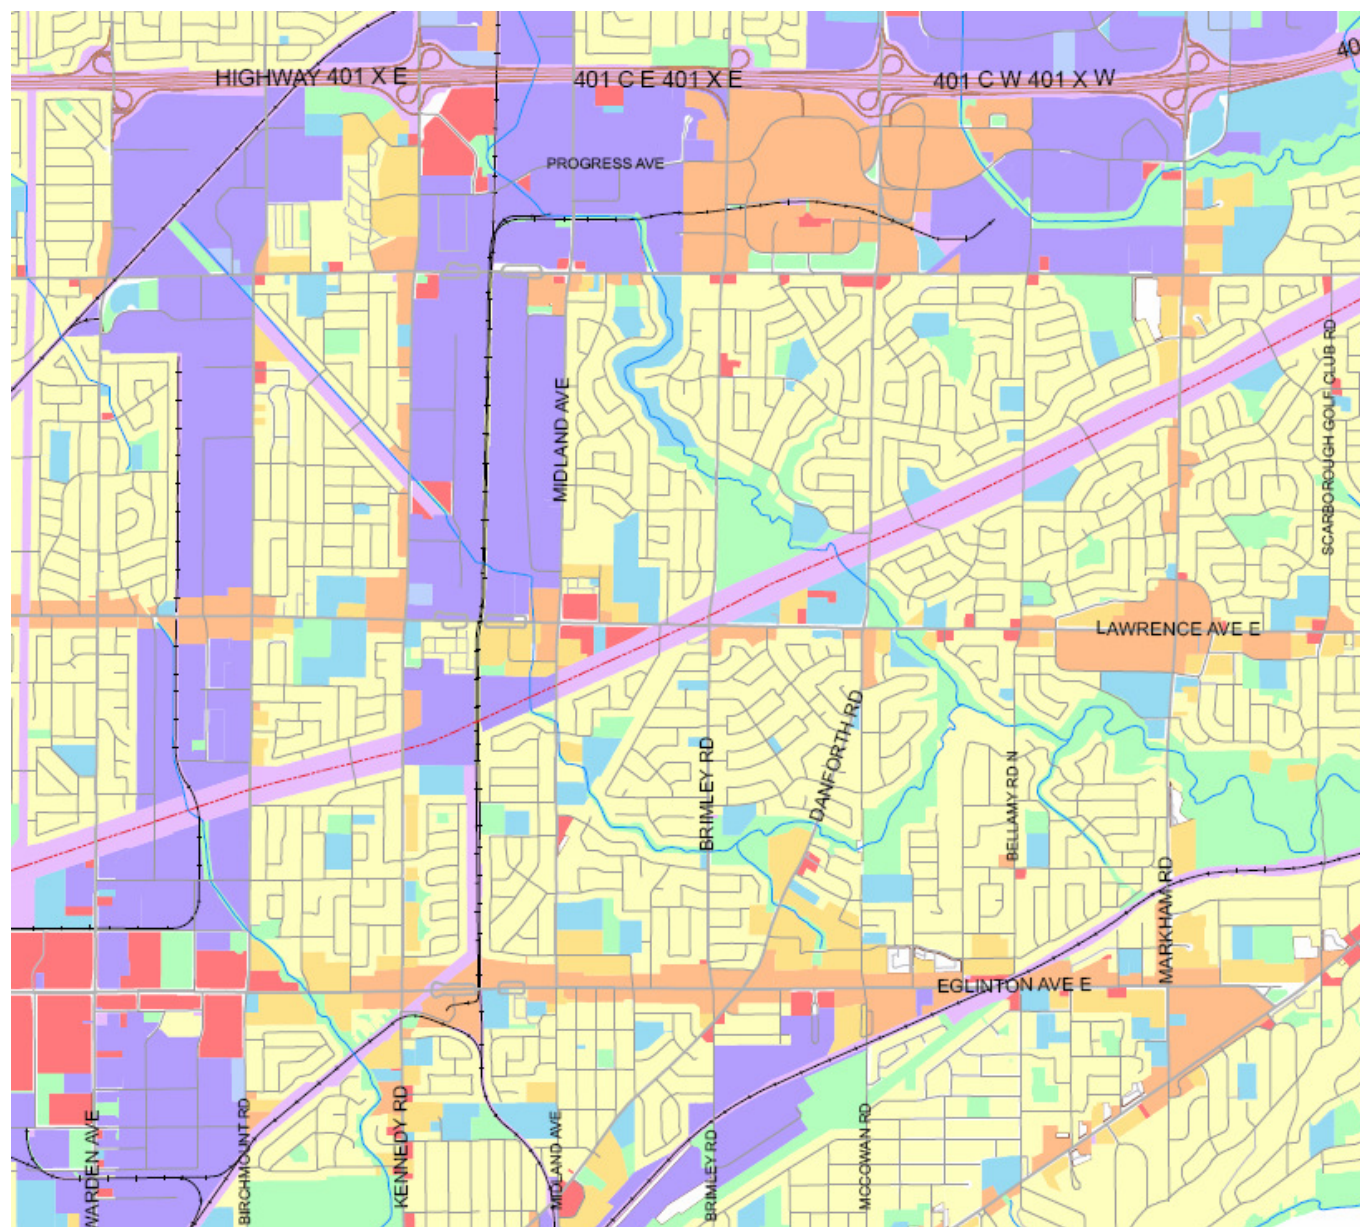 40
HIGHWAY 401 X E
401 C E 401 X E
401 C W 401 X W
PROGRESS AVE
MIDLAND AVE
SCARBOROUGH GOLF CLUB RD
LAWRENCE AVE E
DANFORTH RD
BRIMLEY RD
BELLAMY RD N
MARKHAM RD
EGLINTON AVE E
WARDEN AVE
BIRCHMOUNT RD
KENNEDY RD
MIDLAND AVE
BRIMLEY RD
MCCOWAN RD